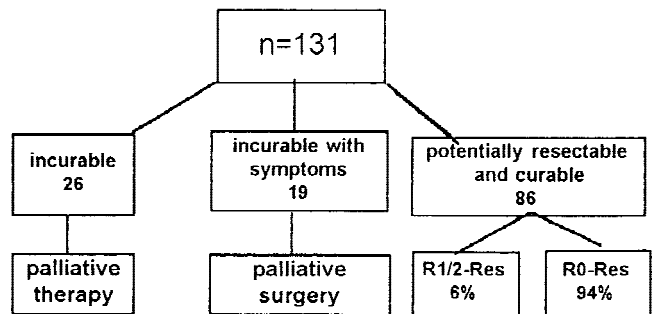 n=131
incurable
26
incurable with
symptoms
19
potentially resectable
and curable
86
palliative
therapy
palliative
surgery
R1/2-Res
6%
R0-Res
94%